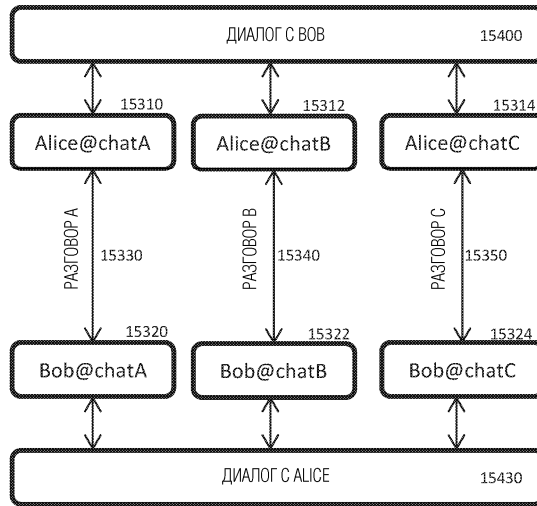 ДИАЛОГ С BOB 15400
15310 15312 15314
Alice@chatA Alice@chatB Alice@chatC
РАЗГОВОР A 15330 РАЗГОВОР B 15340 РАЗГОВОР C 15350
15320 15322 15324
Bob@chatA Bob@chatB Bob@chatC
ДИАЛОГ С ALICE 15430